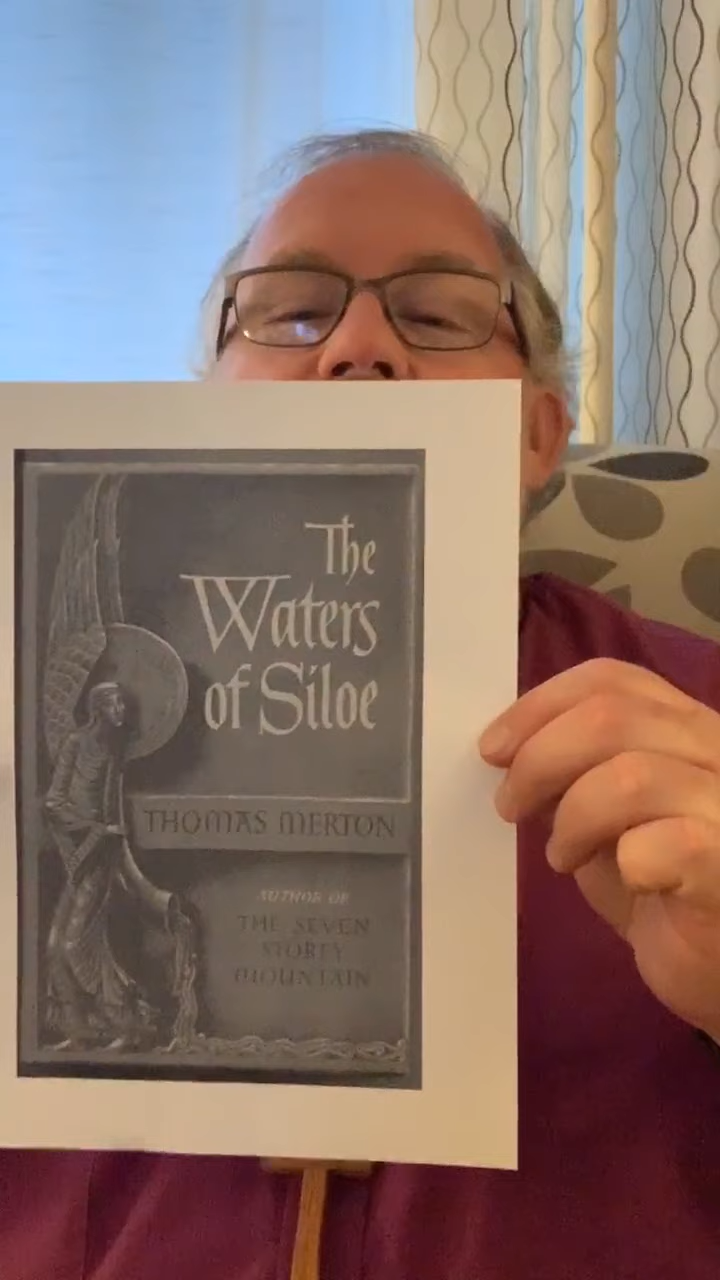 The
Waters
of Siloe
THOMAS MERTON
AUTHOR OF
THE SEVEN
STOREY
MOUNTAIN